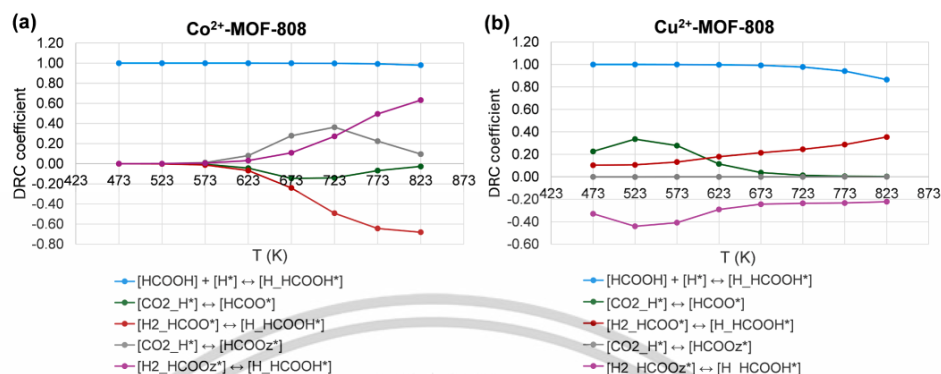 (a)
Co²⁺-MOF-808
DRC coefficient
1.20
1.00
0.80
0.60
0.40
0.20
0.00
-0.20
-0.40
-0.60
-0.80
423 473 523 573 623 673 723 773 823 873
T (K)
[HCOOH] + [H*] ↔ [H_HCOOH*]
[CO2_H*] ↔ [HCOO*]
[H2_HCOO*] ↔ [H_HCOOH*]
[CO2_H*] ↔ [HCOOz*]
[H2_HCOOz*] ↔ [H_HCOOH*]
(b)
Cu²⁺-MOF-808
DRC coefficient
1.20
1.00
0.80
0.60
0.40
0.20
0.00
-0.20
-0.40
-0.60
423 473 523 573 623 673 723 773 823 873
T (K)
[HCOOH] + [H*] ↔ [H_HCOOH*]
[CO2_H*] ↔ [HCOO*]
[H2_HCOO*] ↔ [H_HCOOH*]
[CO2_H*] ↔ [HCOOz*]
[H2_HCOOz*] ↔ [H_HCOOH*]